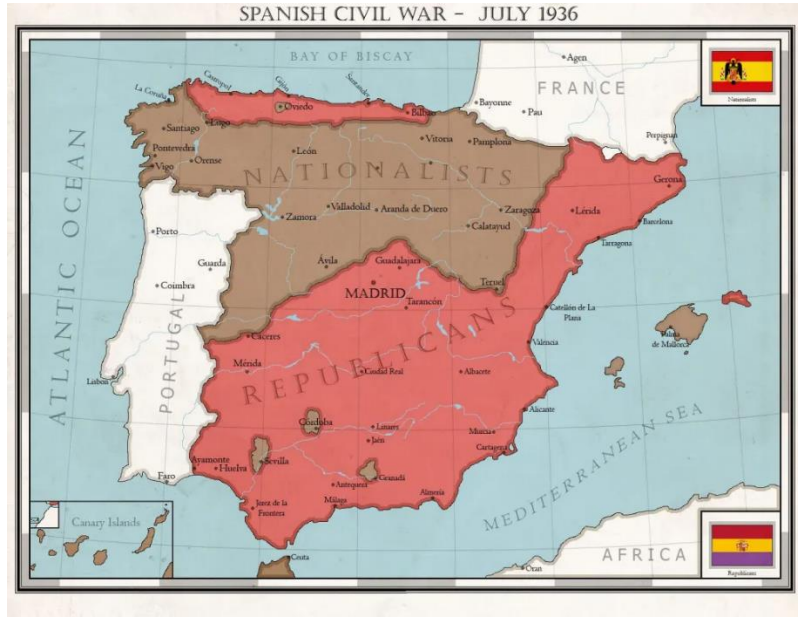 SPANISH CIVIL WAR - JULY 1936
BAY OF BISCAY
Agen
FRANCE
Nationalists
La Coruña
Castropol
Gijón
Santander
Oviedo
Bilbao
Bayonne
Pau
Perpignan
Lugo
Santiago
Vitoria
Pamplona
León
Pontevedra
Orense
Vigo
NATIONALISTS
Gerona
Valladolid
Aranda de Duero
Zaragoza
Lérida
Zamora
Barcelona
Calatayud
Porto
Tarragona
ATLANTIC OCEAN
Guarda
Ávila
Guadalajara
Coimbra
Teruel
MADRID
Tarancón
Castellón de La
Plana
PORTUGAL
REPUBLICANS
Cáceres
Palma
de Mallorca
Valencia
Mérida
Ciudad Real
Albacete
Lisboa
Alicante
Córdoba
Linares
Murcia
Jaén
Cartagena
MEDITERRANEAN SEA
Ayamonte
Huelva
Sevilla
Granada
Faro
Antequera
Almería
Jerez de la
Frontera
Málaga
Canary Islands
Ceuta
AFRICA
Oran
Republicans